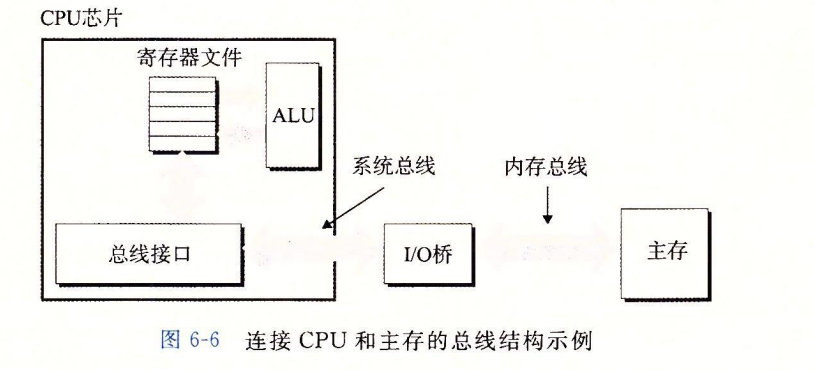 CPU芯片
寄存器文件
ALU
系统总线
内存总线
总线接口
I/O桥
主存
图 6-6 连接 CPU 和主存的总线结构示例